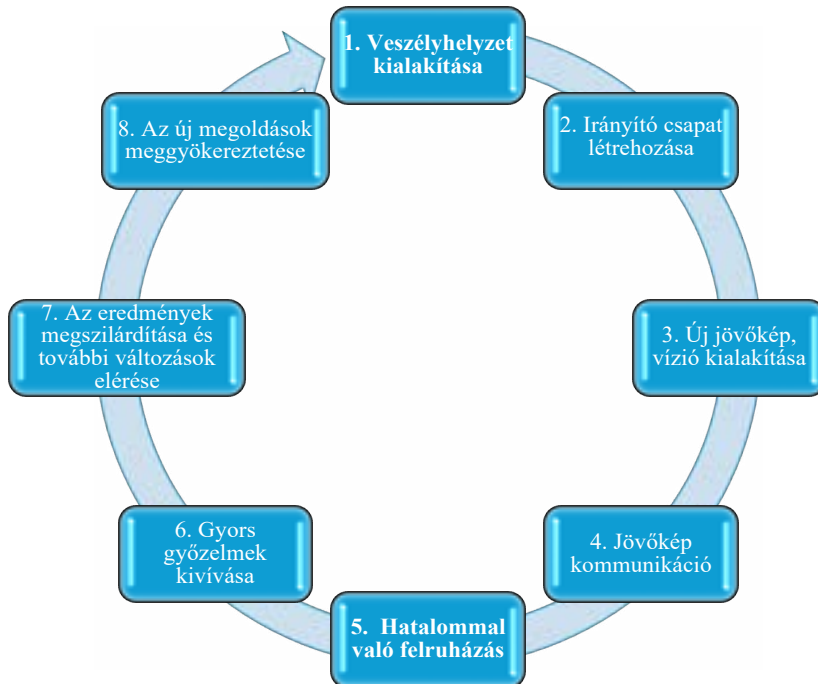 1. Veszélyhelyzet
kialakítása
2. Irányító csapat
létrehozása
3. Új jövőkép,
vízió kialakítása
4. Jövőkép
kommunikáció
5. Hatalommal
való felruházás
6. Gyors
győzelmek
kivívása
7. Az eredmények
megszilárdítása és
további változások
elérése
8. Az új megoldások
meggyökereztetése